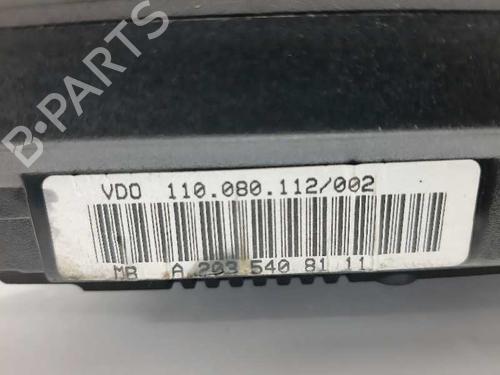 B-PARTS
VDO 110.080.112/002
MB A 203 540 81 11